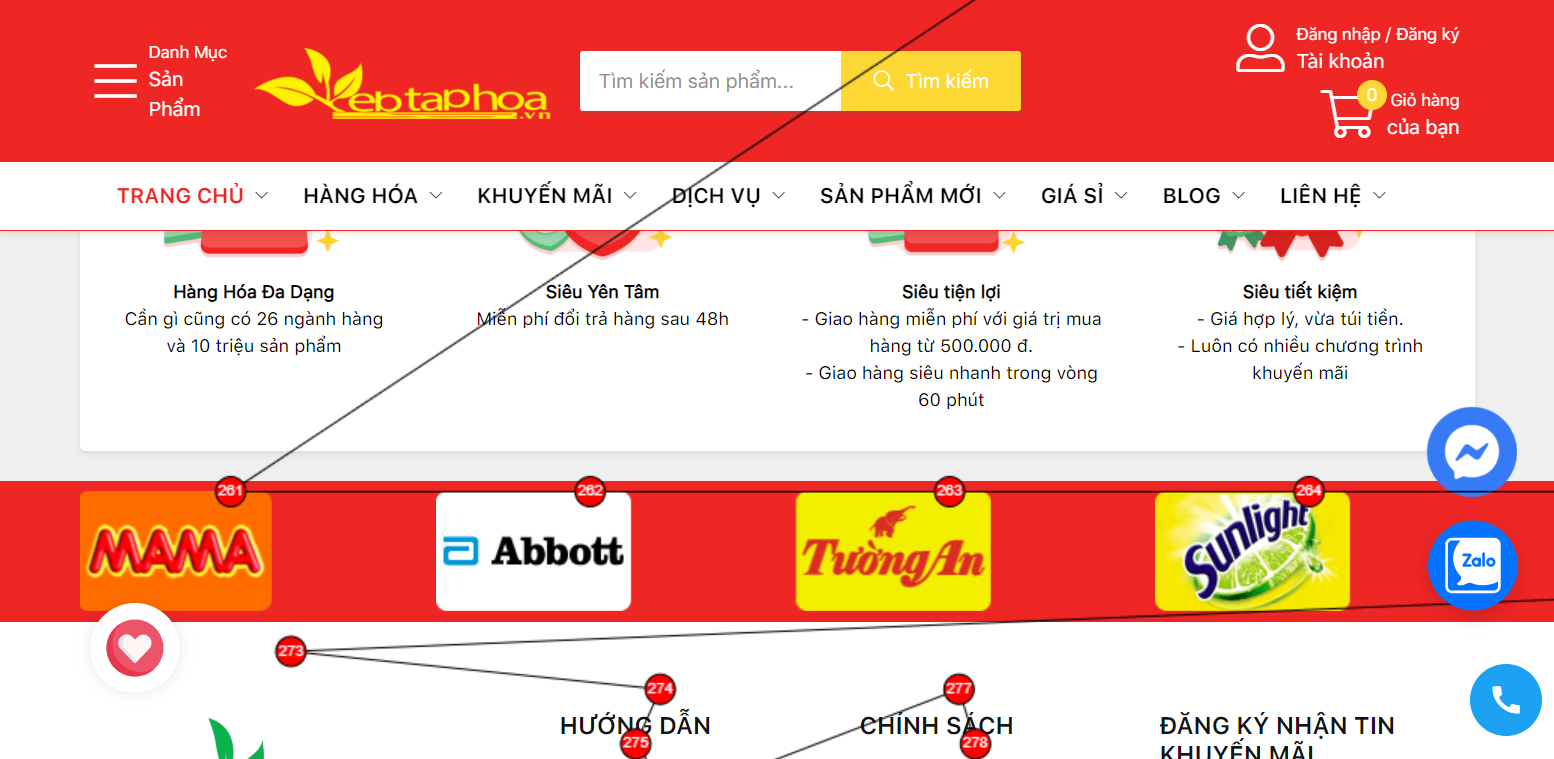 Danh Mục
Sản
Phẩm
eptaphoa
.vn
Tìm kiếm sản phẩm...
Tìm kiếm
Đăng nhập / Đăng ký
Tài khoản
0
Giỏ hàng
của bạn
TRANG CHỦ
HÀNG HÓA
KHUYẾN MÃI
DỊCH VỤ
SẢN PHẨM MỚI
GIÁ SỈ
BLOG
LIÊN HỆ
Hàng Hóa Đa Dạng
Cần gì cũng có 26 ngành hàng
và 10 triệu sản phẩm
Siêu Yên Tâm
Miễn phí đổi trả hàng sau 48h
Siêu tiện lợi
- Giao hàng miễn phí với giá trị mua
hàng từ 500.000 đ.
- Giao hàng siêu nhanh trong vòng
60 phút
Siêu tiết kiệm
- Giá hợp lý, vừa túi tiền.
- Luôn có nhiều chương trình
khuyến mãi
261
262
263
264
MAMA
Abbott
Tường An
Sunlight
Zalo
273
274
277
HƯỚNG DẪN
CHÍNH SÁCH
ĐĂNG KÝ NHẬN TIN
KHUYẾN MÃI
275
278